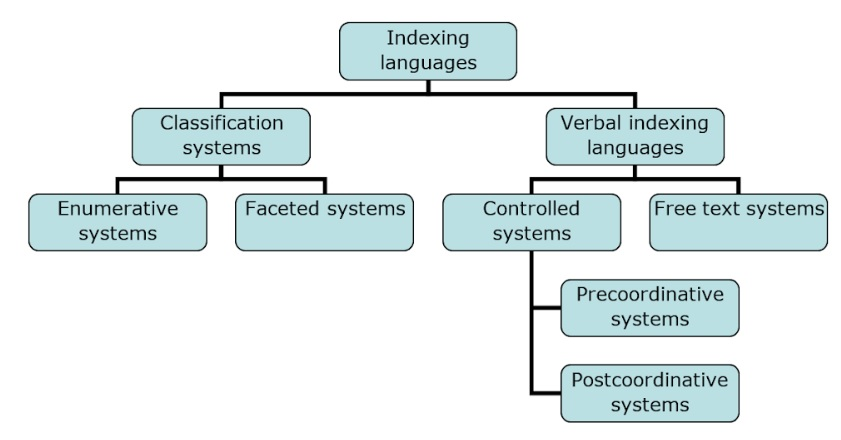 Indexing
languages
Classification
systems
Verbal indexing
languages
Enumerative
systems
Faceted systems
Controlled
systems
Free text systems
Precoordinative
systems
Postcoordinative
systems